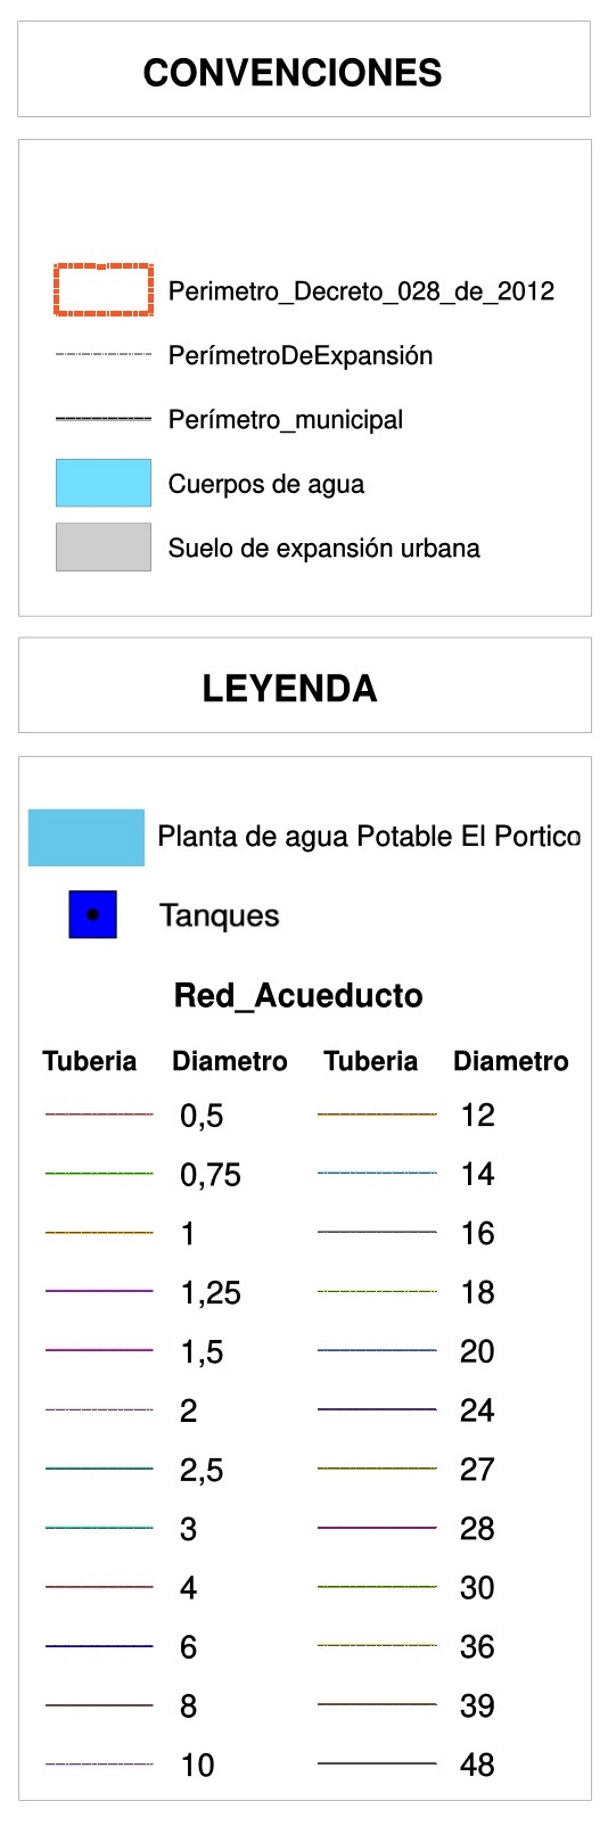 CONVENCIONES
Perimetro_Decreto_028_de_2012
PerímetroDeExpansión
Perímetro_municipal
Cuerpos de agua
Suelo de expansión urbana
LEYENDA
Planta de agua Potable El Portico
Tanques
Red_Acueducto
Tuberia Diametro Tuberia Diametro
0,5 12
0,75 14
1 16
1,25 18
1,5 20
2 24
2,5 27
3 28
4 30
6 36
8 39
10 48